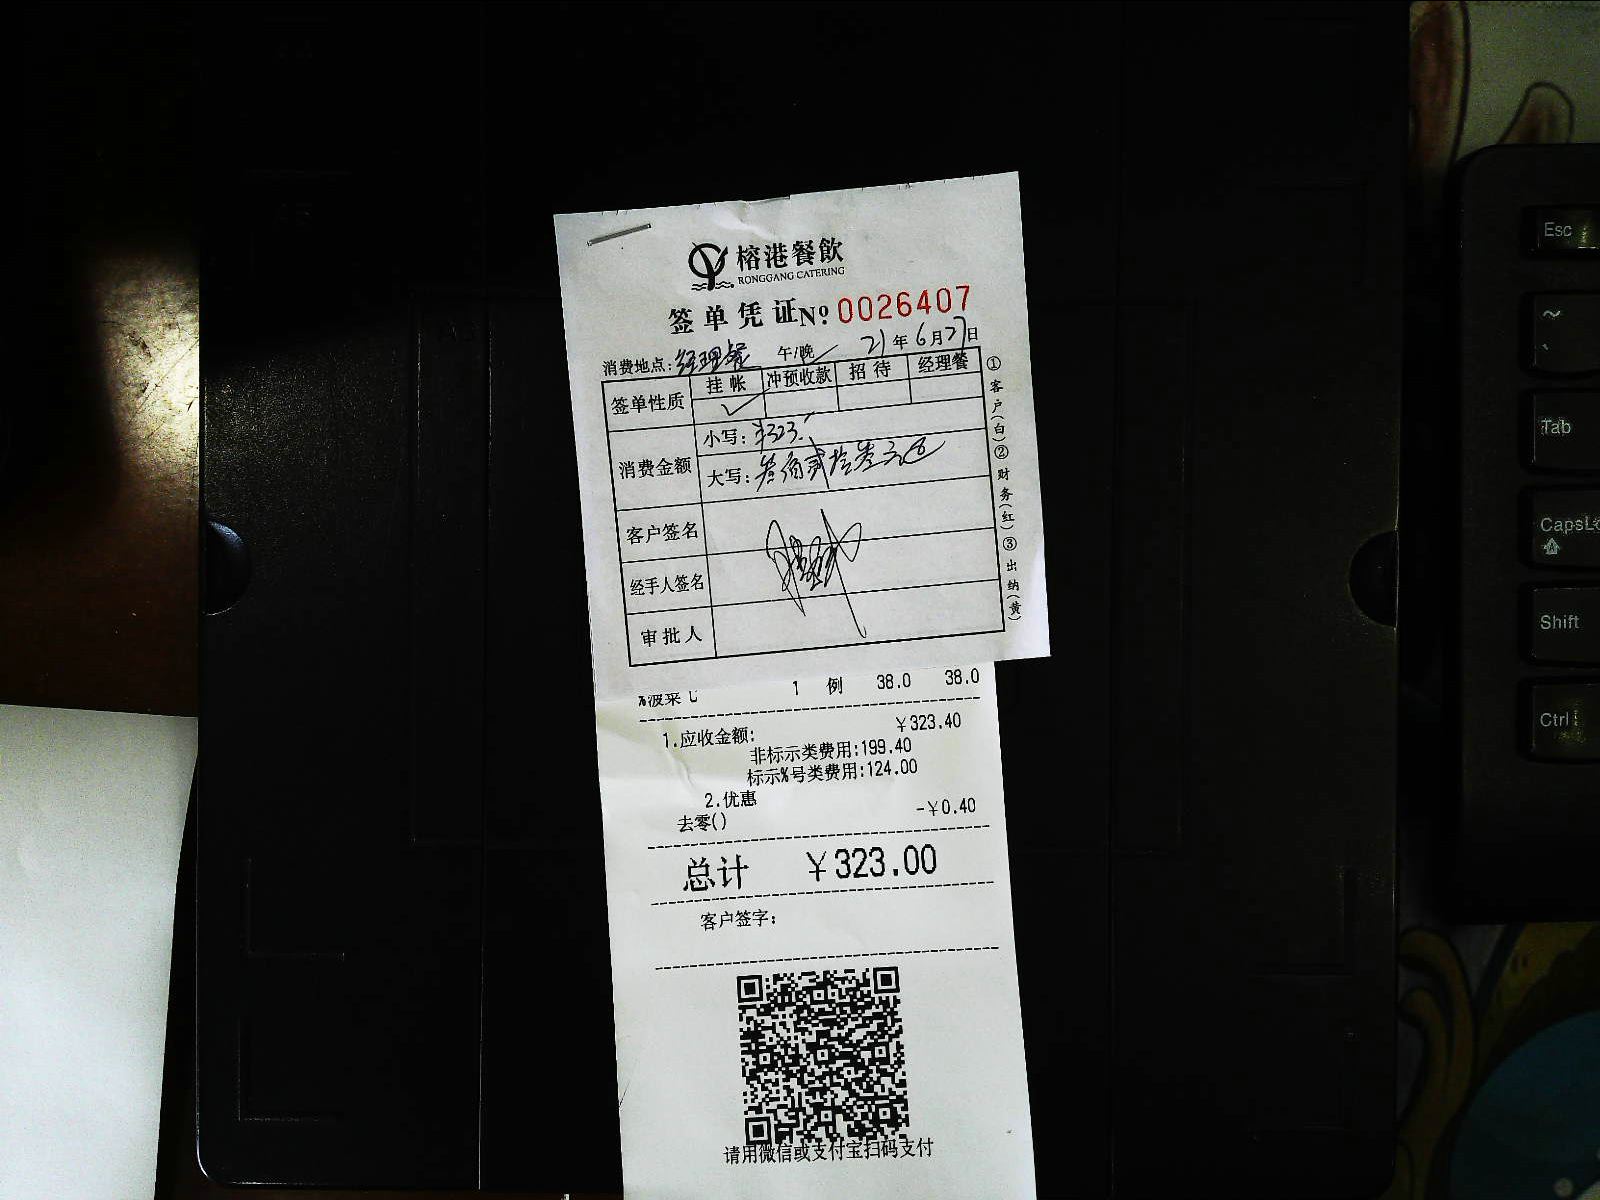 榕港餐飲
RONGGANG CATERING
签单凭证 Nº 0026407
消费地点: 经理餐 午/晚 21年6月27日
签单性质 挂帐 冲预收款 招待 经理餐
✓
消费金额 小写: ¥323.
大写: 叁佰贰拾叁元
客户签名
经手人签名
审批人
①客户(白)②财务(红)③出纳(黄)
%菠菜 1 例 38.0 38.0
1.应收金额: ¥323.40
非标示类费用:199.40
标示%号类费用:124.00
2.优惠
去零() -¥0.40
总计 ¥323.00
客户签字:
请用微信或支付宝扫码支付
Esc
~
、
Tab
CapsLo
Shift
Ctrl